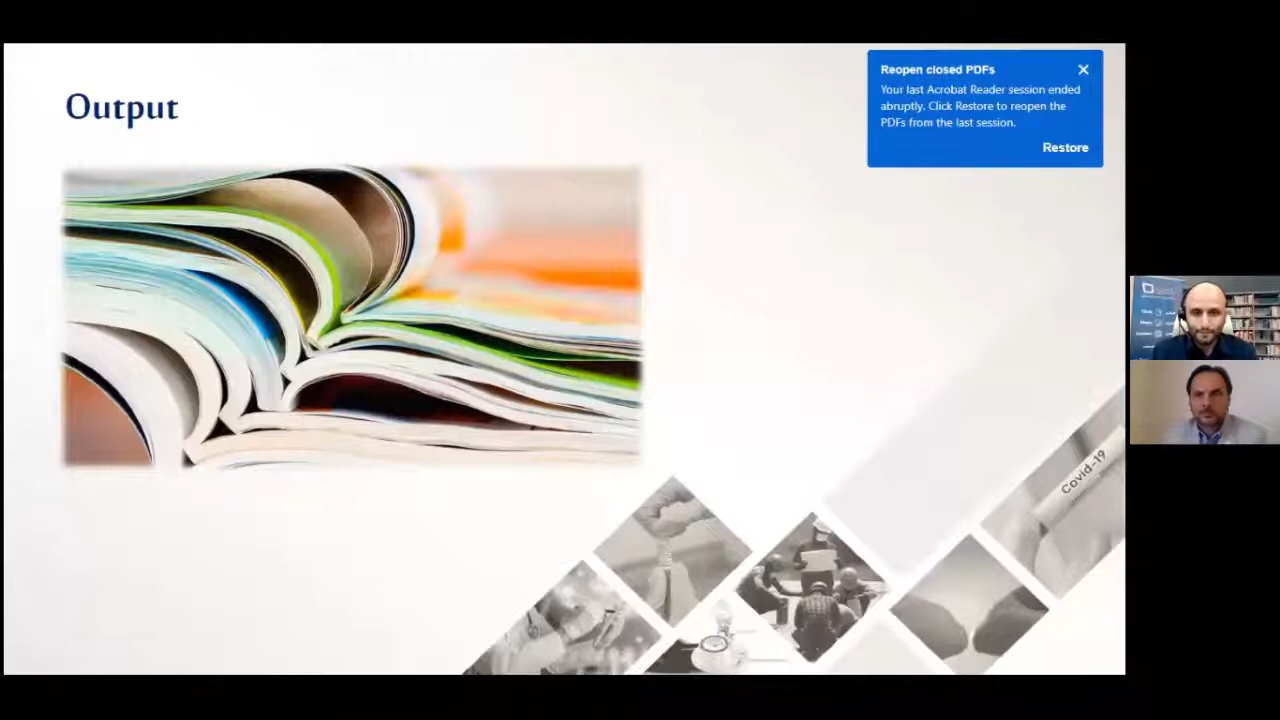 Output
Reopen closed PDFs
Your last Acrobat Reader session ended
abruptly. Click Restore to reopen the
PDFs from the last session.
Restore
Covid-19